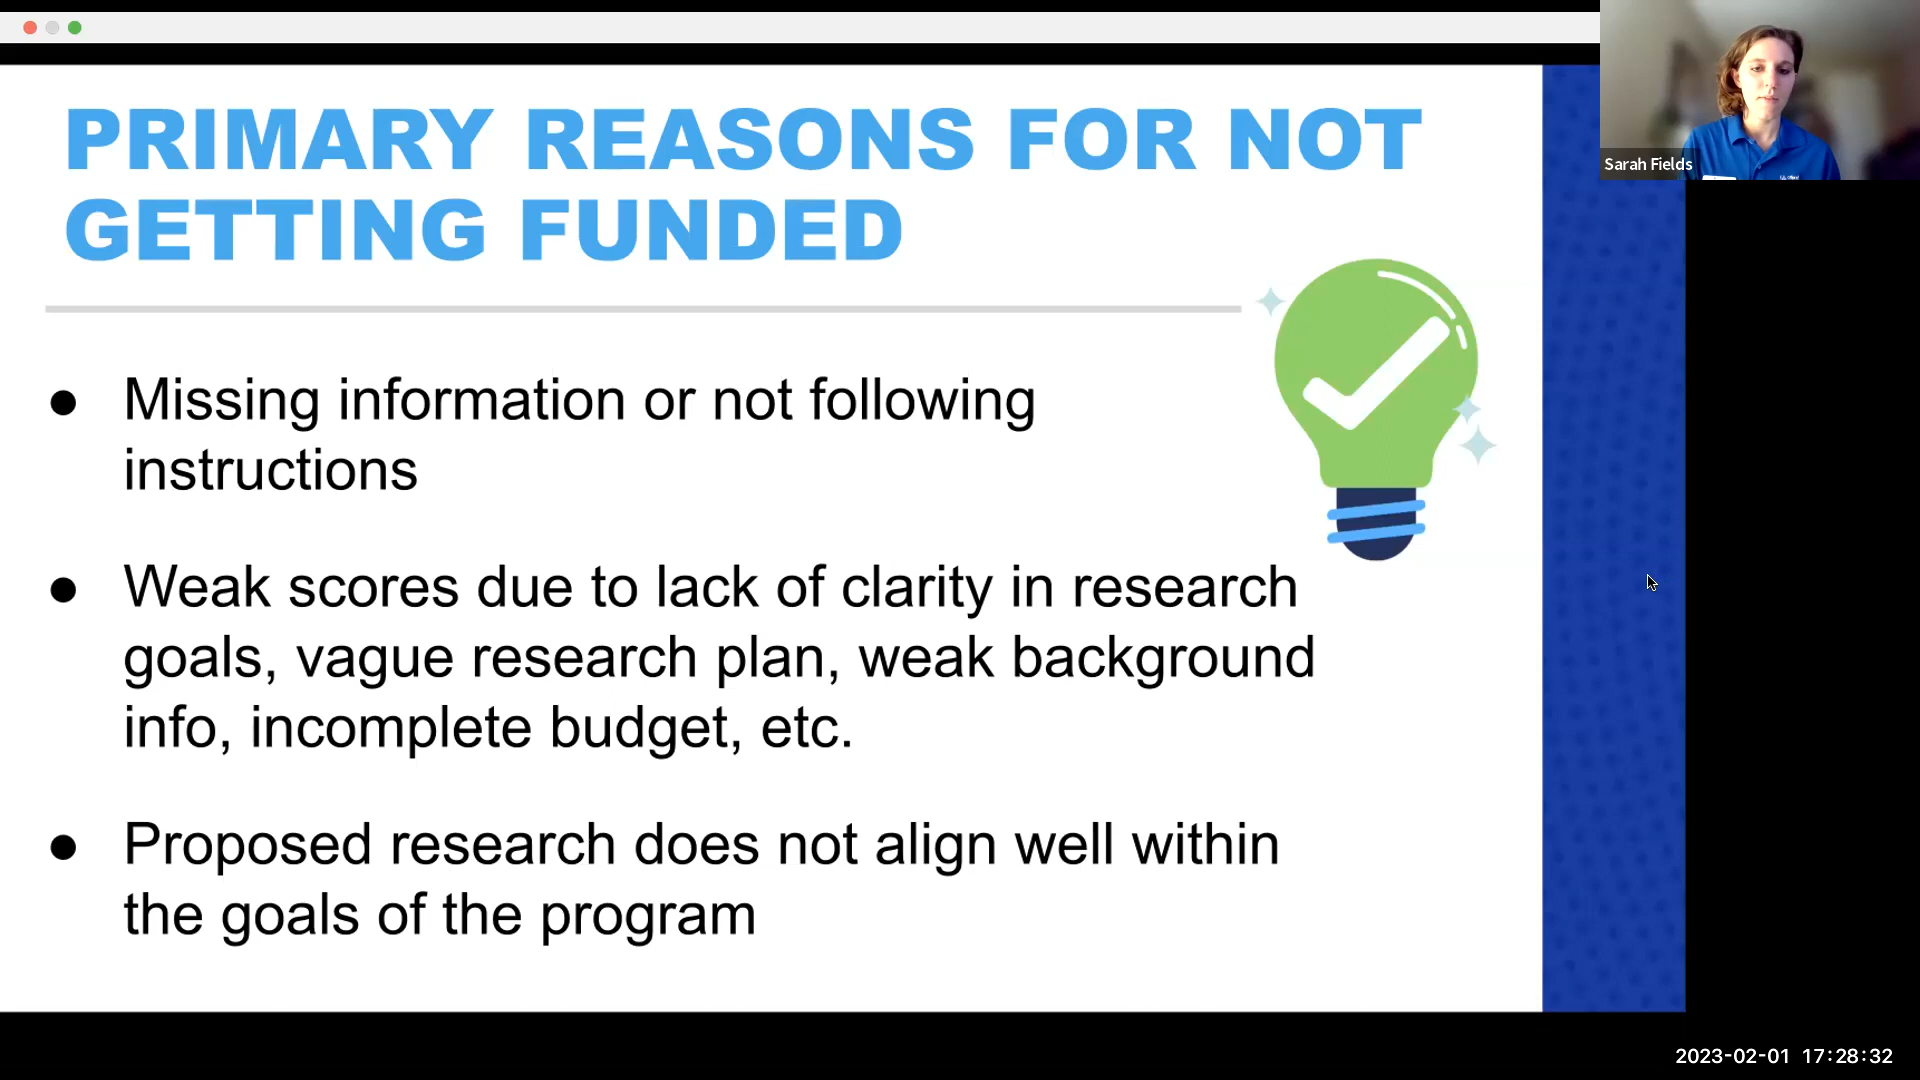 PRIMARY REASONS FOR NOT
GETTING FUNDED
Sarah Fields
● Missing information or not following
instructions
● Weak scores due to lack of clarity in research
goals, vague research plan, weak background
info, incomplete budget, etc.
● Proposed research does not align well within
the goals of the program
2023-02-01 17:28:32